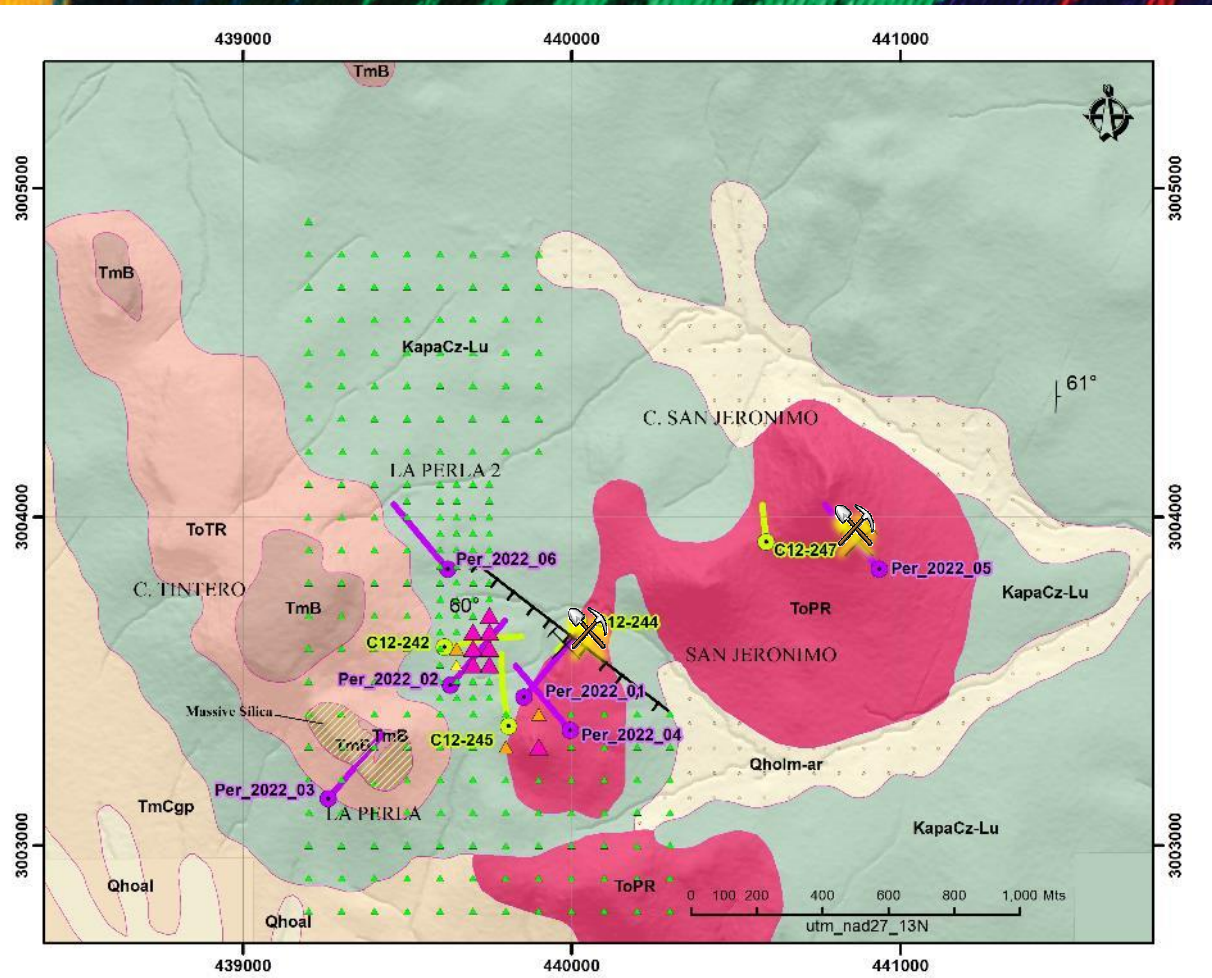 439000
440000
441000
TmB
3005000
3005000
TmB
KapaCz-Lu
61°
C. SAN JERONIMO
LA PERLA 2
3004000
3004000
ToTR
C12-247
Per_2022_06
Per_2022_05
C. TINTERO
KapaCz-Lu
60°
TmB
ToPR
12-244
C12-242
SAN JERONIMO
Per_2022_02
Per_2022_01
Massive Silica
C12-245
TmB
TmB
Per_2022_04
Qholm-ar
Per_2022_03
TmCgp
LA PERLA
KapaCz-Lu
3003000
3003000
Qhoal
ToPR
0 200 400 600 800 1,000 Mts
Qhoal
utm_nad27_13N
439000
440000
441000